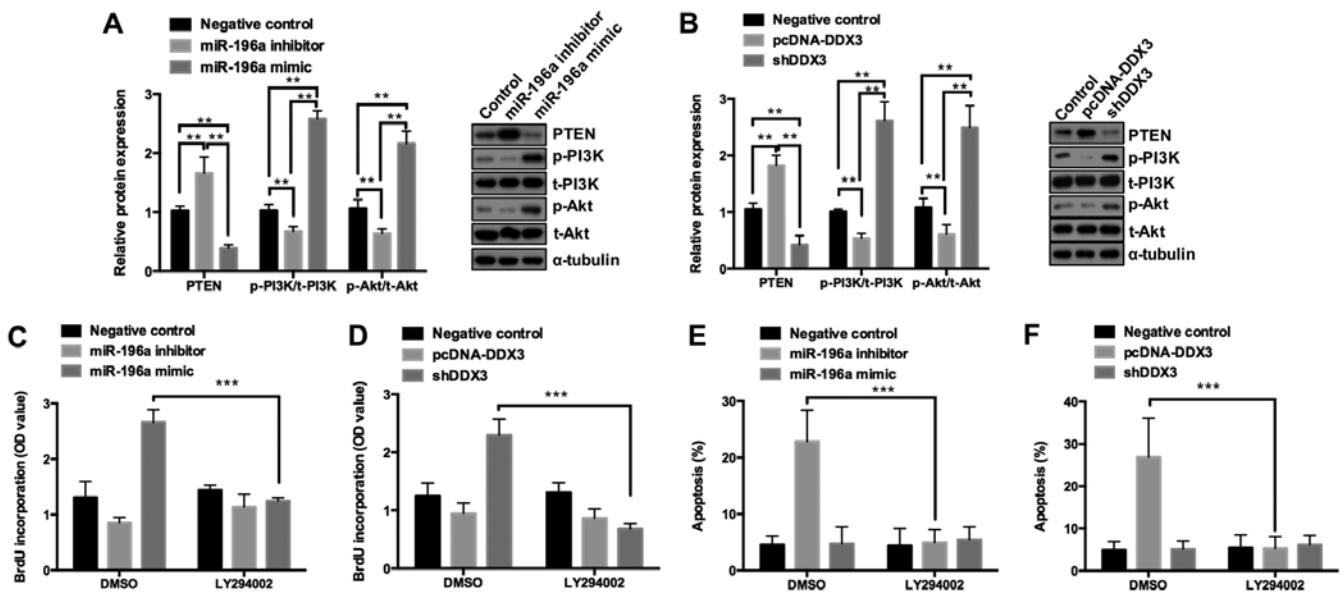 A
Negative control
miR-196a inhibitor
miR-196a mimic
Relative protein expression
3
2
1
0
**
**
**
**
**
**
**
**
**
PTEN
p-PI3K/t-PI3K
p-Akt/t-Akt
Control
miR-196a inhibitor
miR-196a mimic
PTEN
p-PI3K
t-PI3K
p-Akt
t-Akt
α-tubulin
B
Negative control
pcDNA-DDX3
shDDX3
Relative protein expression
3
2
1
0
**
**
**
**
**
**
**
**
**
PTEN
p-PI3K/t-PI3K
p-Akt/t-Akt
Control
pcDNA-DDX3
shDDX3
PTEN
p-PI3K
t-PI3K
p-Akt
t-Akt
α-tubulin
C
Negative control
miR-196a inhibitor
miR-196a mimic
BrdU incorporation (OD value)
3
2
1
0
***
DMSO
LY294002
D
Negative control
pcDNA-DDX3
shDDX3
BrdU incorporation (OD value)
3
2
1
0
***
DMSO
LY294002
E
Negative control
miR-196a inhibitor
miR-196a mimic
Apoptosis (%)
30
20
10
0
***
DMSO
LY294002
F
Negative control
pcDNA-DDX3
shDDX3
Apoptosis (%)
40
30
20
10
0
***
DMSO
LY294002